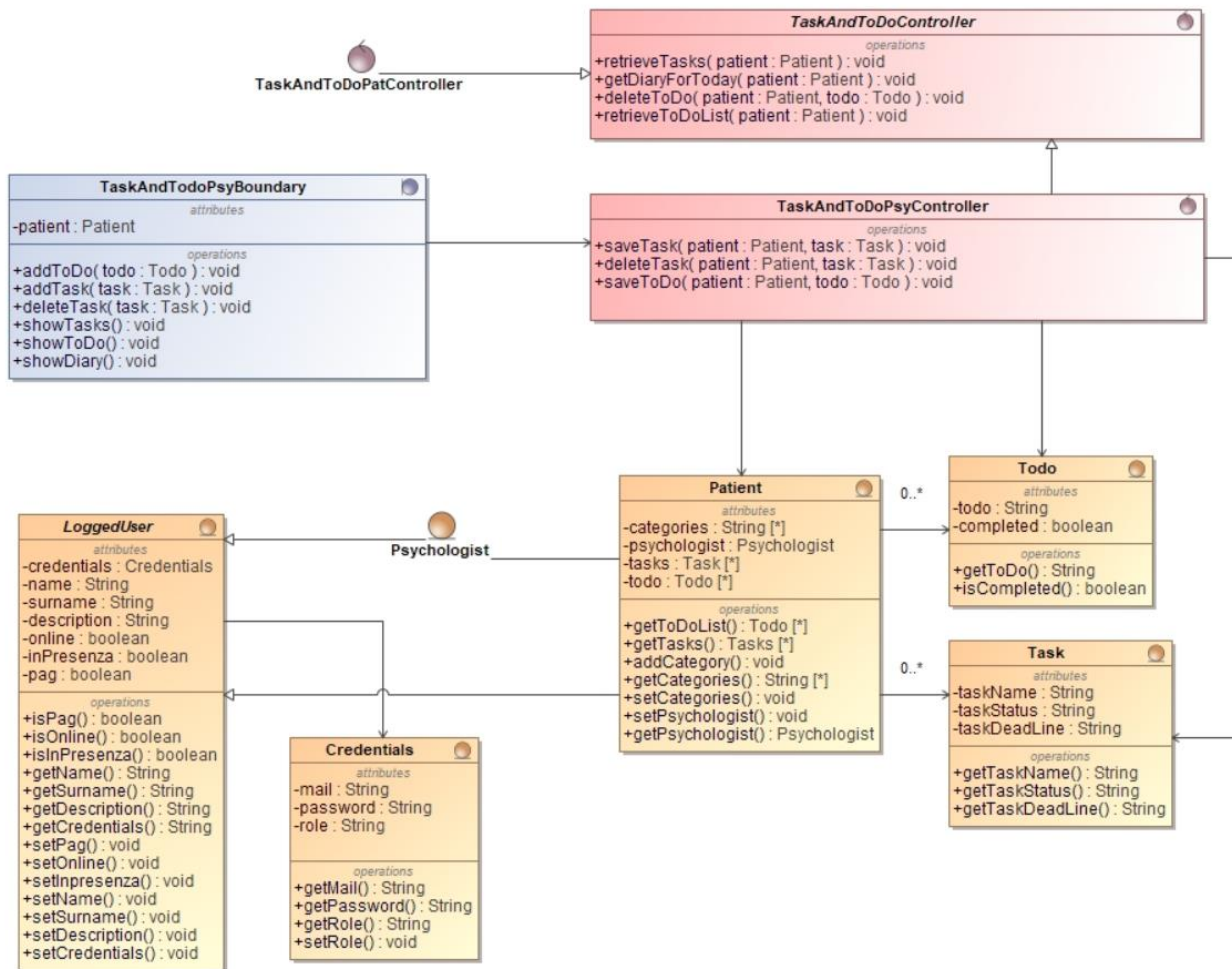 TaskAndToDoController
operations
+retrieveTasks( patient : Patient ) : void
+getDiaryForToday( patient : Patient ) : void
+deleteToDo( patient : Patient, todo : Todo ) : void
+retrieveToDoList( patient : Patient ) : void
TaskAndToDoPatController
TaskAndTodoPsyBoundary
attributes
-patient : Patient
operations
+addToDo( todo : Todo ) : void
+addTask( task : Task ) : void
+deleteTask( task : Task ) : void
+showTasks() : void
+showToDo() : void
+showDiary() : void
TaskAndToDoPsyController
operations
+saveTask( patient : Patient, task : Task ) : void
+deleteTask( patient : Patient, task : Task ) : void
+saveToDo( patient : Patient, todo : Todo ) : void
LoggedUser
attributes
-credentials : Credentials
-name : String
-surname : String
-description : String
-online : boolean
-inPresenza : boolean
-pag : boolean
operations
+isPag() : boolean
+isOnline() : boolean
+isInPresenza() : boolean
+getName() : String
+getSurname() : String
+getDescription() : String
+getCredentials() : String
+setPag() : void
+setOnline() : void
+setInpresenza() : void
+setName() : void
+setSurname() : void
+setDescription() : void
+setCredentials() : void
Psychologist
Credentials
attributes
-mail : String
-password : String
-role : String
operations
+getMail() : String
+getPassword() : String
+getRole() : String
+setRole() : void
Patient
attributes
-categories : String [*]
-psychologist : Psychologist
-tasks : Task [*]
-todo : Todo [*]
operations
+getToDoList() : Todo [*]
+getTasks() : Tasks [*]
+addCategory() : void
+getCategories() : String [*]
+setCategories() : void
+setPsychologist() : void
+getPsychologist() : Psychologist
0..*
0..*
Todo
attributes
-todo : String
-completed : boolean
operations
+getToDo() : String
+isCompleted() : boolean
Task
attributes
-taskName : String
-taskStatus : String
-taskDeadLine : String
operations
+getTaskName() : String
+getTaskStatus() : String
+getTaskDeadLine() : String